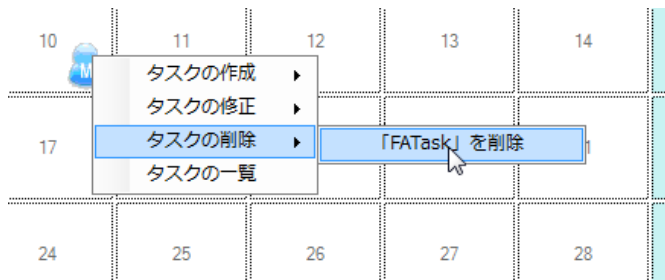 10 11 12 13 14
M
タスクの作成
タスクの修正
17 タスクの削除 「FATask」を削除 1
タスクの一覧
24 25 26 27 28